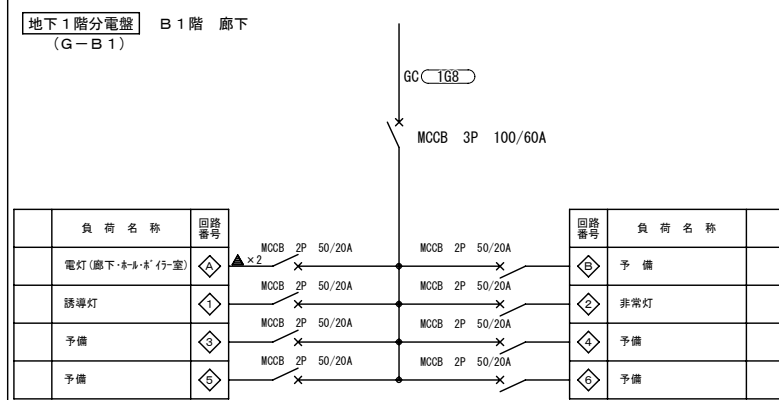 地下1階分電盤 B1階 廊下
(G-B1)
GC 1G8
MCCB 3P 100/60A
負荷名称 回路番号 回路番号 負荷名称
電灯(廊下・ホール・ボイラー室) A ×2 MCCB 2P 50/20A MCCB 2P 50/20A B 予備
誘導灯 1 MCCB 2P 50/20A MCCB 2P 50/20A 2 非常灯
予備 3 MCCB 2P 50/20A MCCB 2P 50/20A 4 予備
予備 5 MCCB 2P 50/20A MCCB 2P 50/20A 6 予備